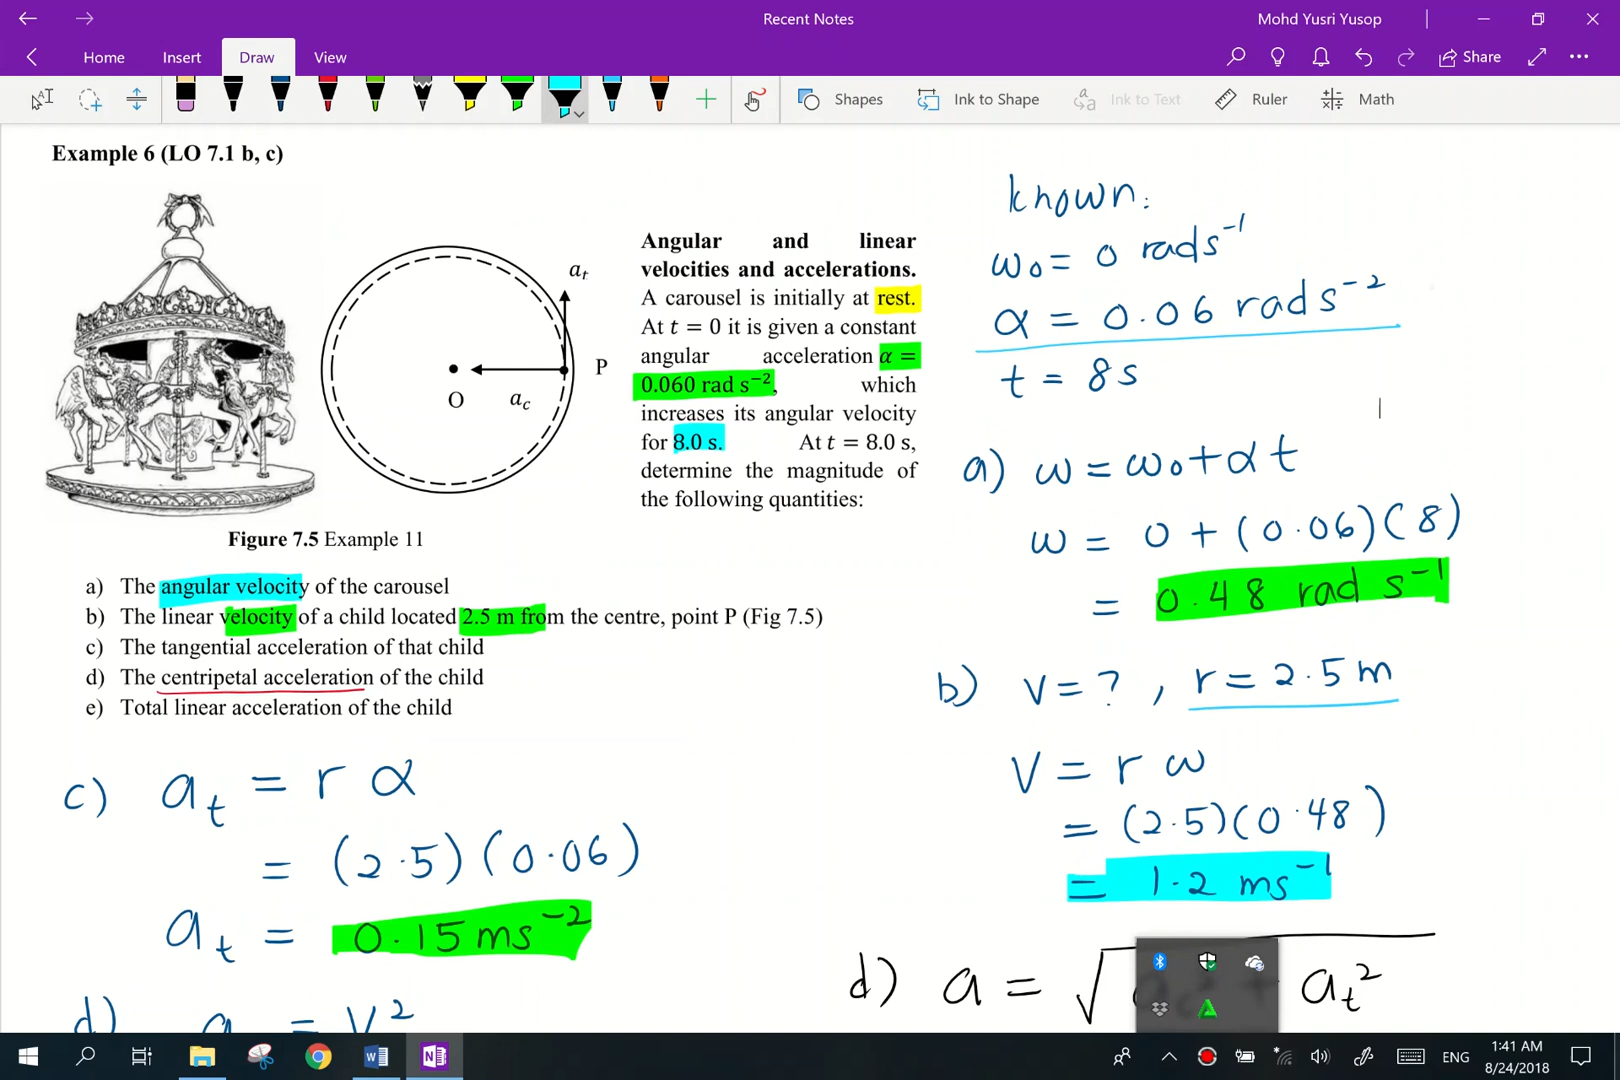 Recent Notes
Mohd Yusri Yusop
Home
Insert
Draw
View
Share
Shapes
Ink to Shape
Ink to Text
Ruler
Math
Example 6 (LO 7.1 b, c)
a_t
P
O
a_c
Figure 7.5 Example 11
Angular and linear
velocities and accelerations.
A carousel is initially at rest.
At t = 0 it is given a constant
angular acceleration α =
0.060 rad s⁻², which
increases its angular velocity
for 8.0 s. At t = 8.0 s,
determine the magnitude of
the following quantities:
a) The angular velocity of the carousel
b) The linear velocity of a child located 2.5 m from the centre, point P (Fig 7.5)
c) The tangential acceleration of that child
d) The centripetal acceleration of the child
e) Total linear acceleration of the child
known:
ω₀ = 0 rads⁻¹
α = 0.06 rads⁻²
t = 8s
a) ω = ω₀+αt
ω = 0 + (0.06)(8)
= 0.48 rad s⁻¹
b) v = ? , r = 2.5 m
V = r ω
= (2.5)(0.48)
= 1.2 ms⁻¹
c) a_t = r α
= (2.5)(0.06)
a_t = 0.15 ms⁻²
d) a = v²
d) a = √ + a_t²
ENG
1:41 AM
8/24/2018